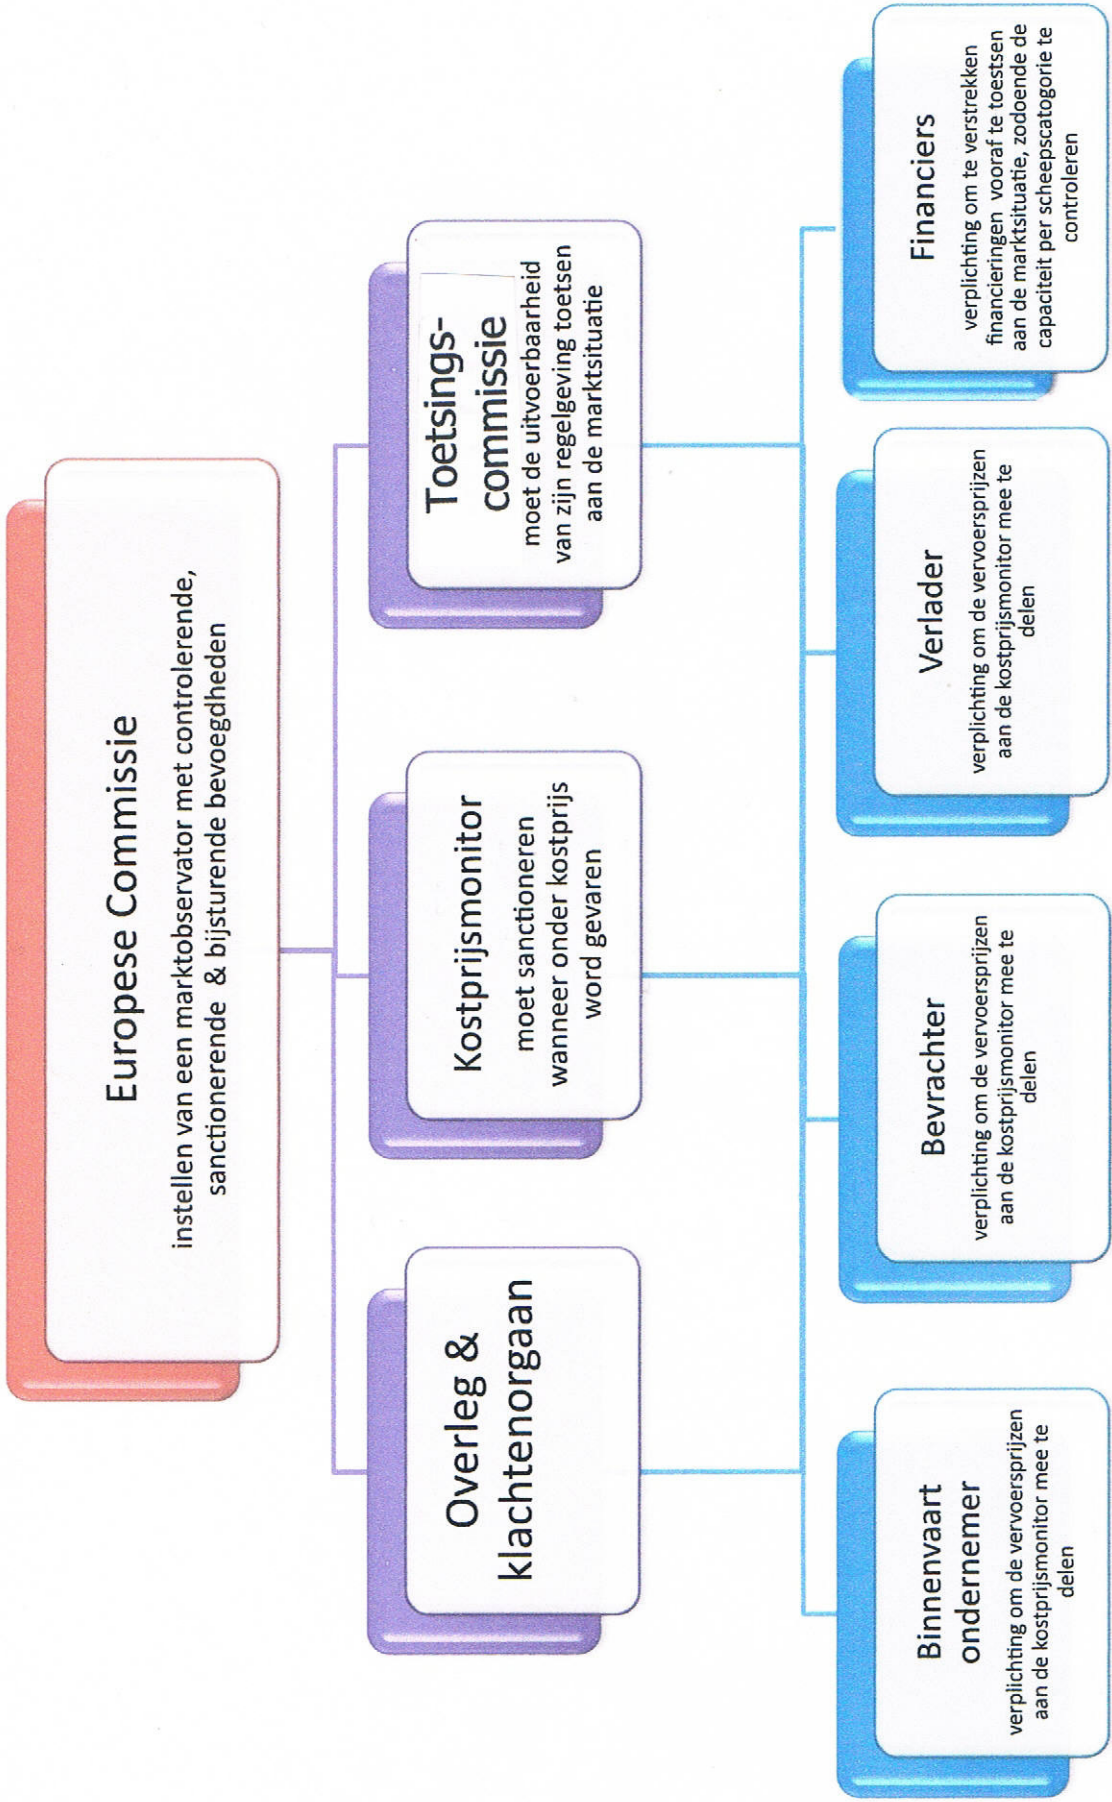 Europese Commissie
instellen van een marktobservator met controlerende,
sanctionerende & bijsturende bevoegdheden
Overleg &
klachtenorgaan
Kostprijsmonitor
moet sanctioneren
wanneer onder kostprijs
word gevaren
Toetsings-
commissie
moet de uitvoerbaarheid
van zijn regelgeving toetsen
aan de marktsituatie
Binnenvaart
ondernemer
verplichting om de vervoersprijzen
aan de kostprijsmonitor mee te
delen
Bevrachter
verplichting om de vervoersprijzen
aan de kostprijsmonitor mee te
delen
Verlader
verplichting om de vervoersprijzen
aan de kostprijsmonitor mee te
delen
Financiers
verplichting om te verstrekken
financieringen vooraf te toestsen
aan de marktsituatie, zodoende de
capaciteit per scheepscatogorie te
controleren